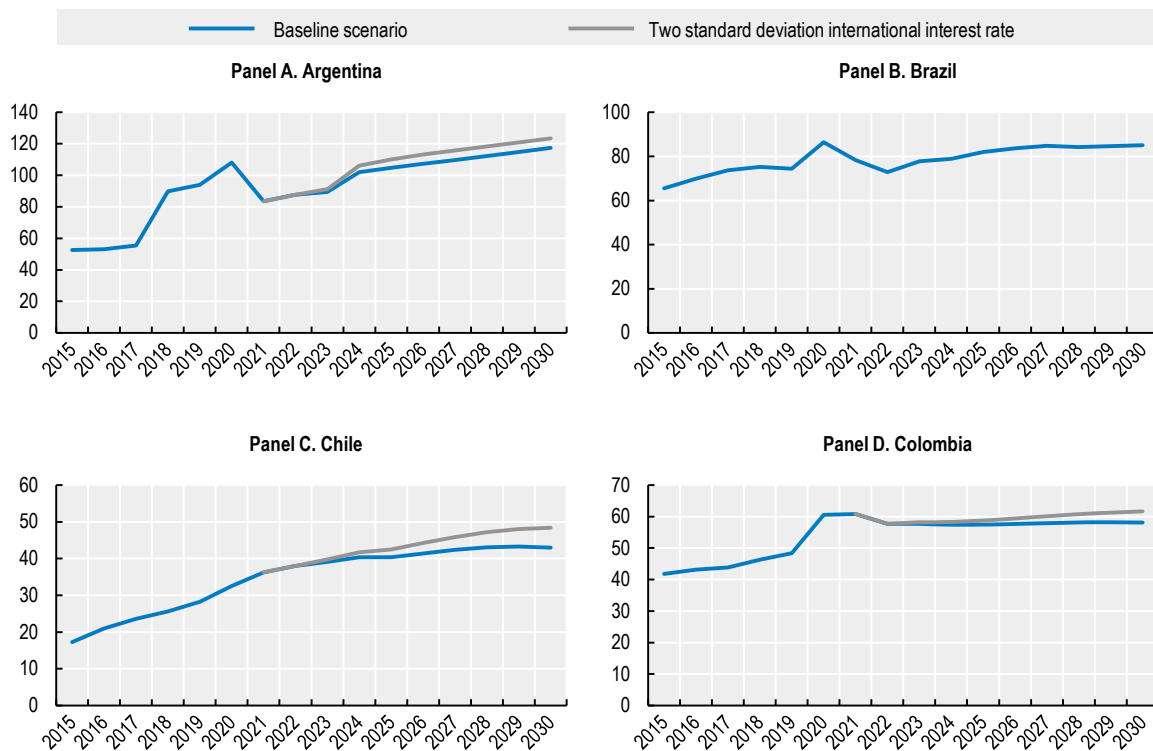 Baseline scenario
Two standard deviation international interest rate
Panel A. Argentina
140
120
100
80
60
40
20
0
2015 2016 2017 2018 2019 2020 2021 2022 2023 2024 2025 2026 2027 2028 2029 2030
Panel B. Brazil
100
80
60
40
20
0
2015 2016 2017 2018 2019 2020 2021 2022 2023 2024 2025 2026 2027 2028 2029 2030
Panel C. Chile
60
50
40
30
20
10
0
2015 2016 2017 2018 2019 2020 2021 2022 2023 2024 2025 2026 2027 2028 2029 2030
Panel D. Colombia
70
60
50
40
30
20
10
0
2015 2016 2017 2018 2019 2020 2021 2022 2023 2024 2025 2026 2027 2028 2029 2030